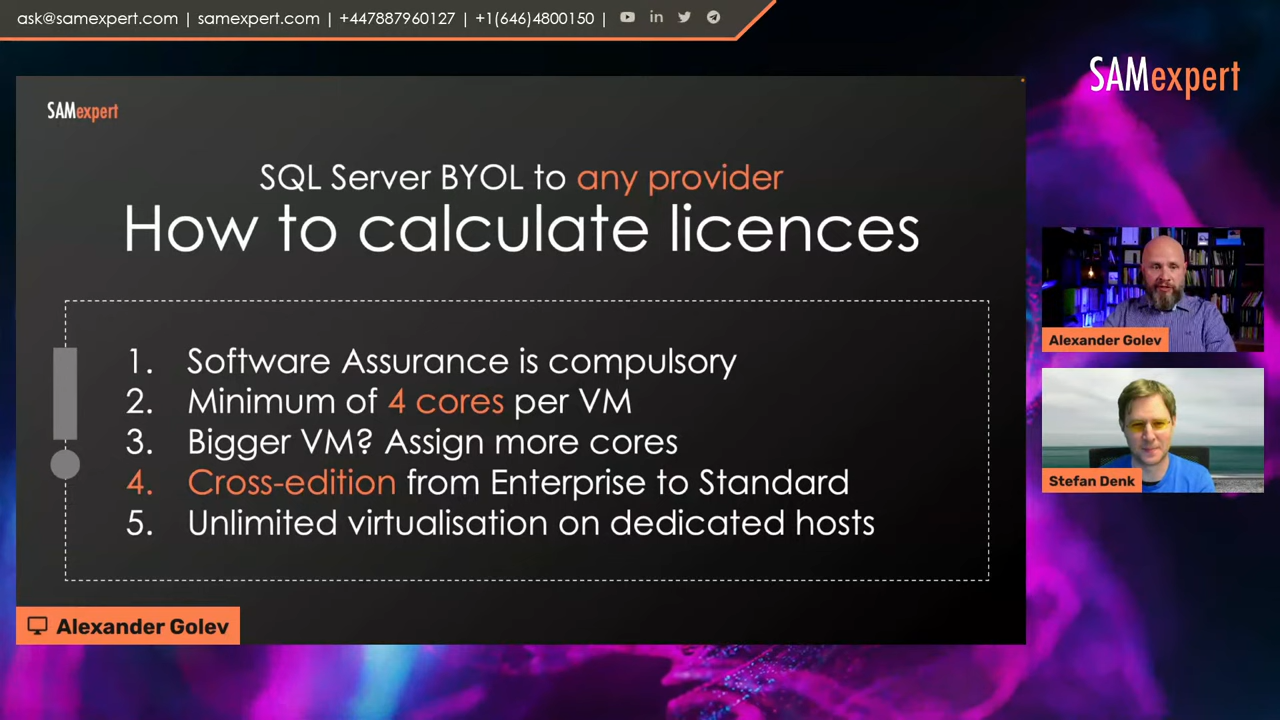 ask@samexpert.com | samexpert.com | +447887960127 | +1(646)4800150 |
SAMexpert
SAMexpert
SQL Server BYOL to any provider
How to calculate licences
1. Software Assurance is compulsory
2. Minimum of 4 cores per VM
3. Bigger VM? Assign more cores
4. Cross-edition from Enterprise to Standard
5. Unlimited virtualisation on dedicated hosts
Alexander Golev
Alexander Golev
Stefan Denk